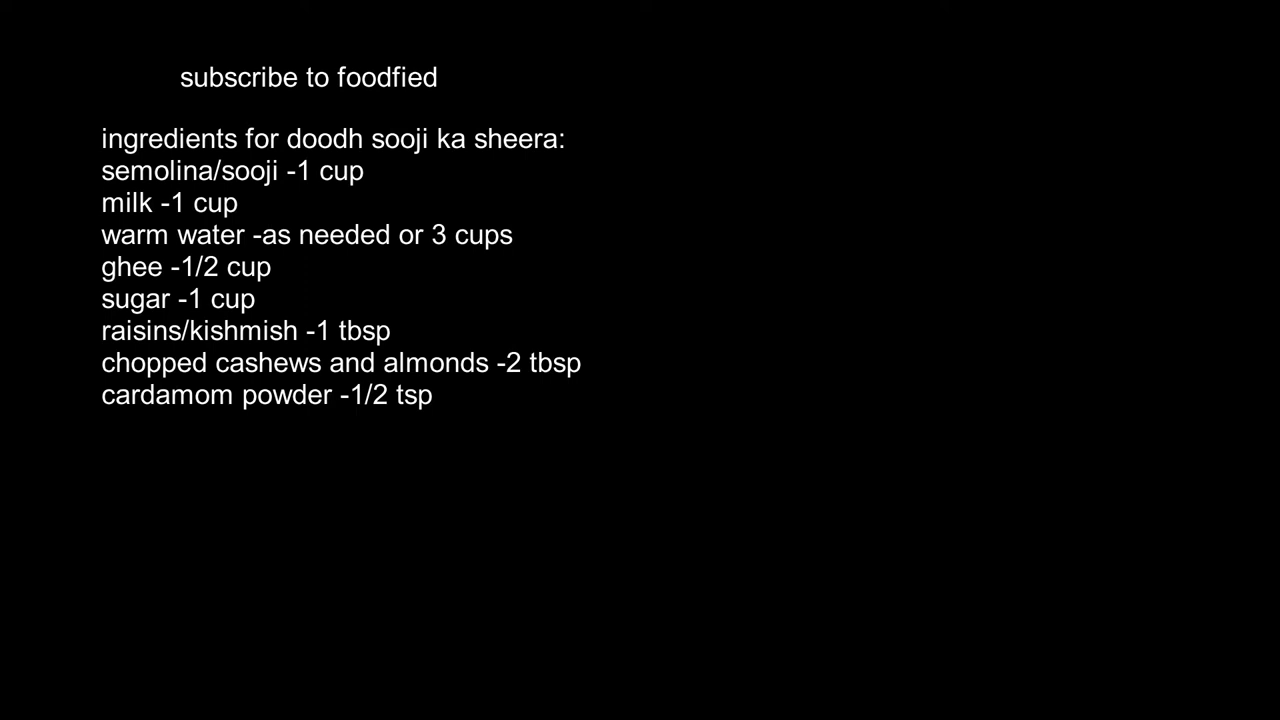 subscribe to foodfied
ingredients for doodh sooji ka sheera:
semolina/sooji -1 cup
milk -1 cup
warm water -as needed or 3 cups
ghee -1/2 cup
sugar -1 cup
raisins/kishmish -1 tbsp
chopped cashews and almonds -2 tbsp
cardamom powder -1/2 tsp